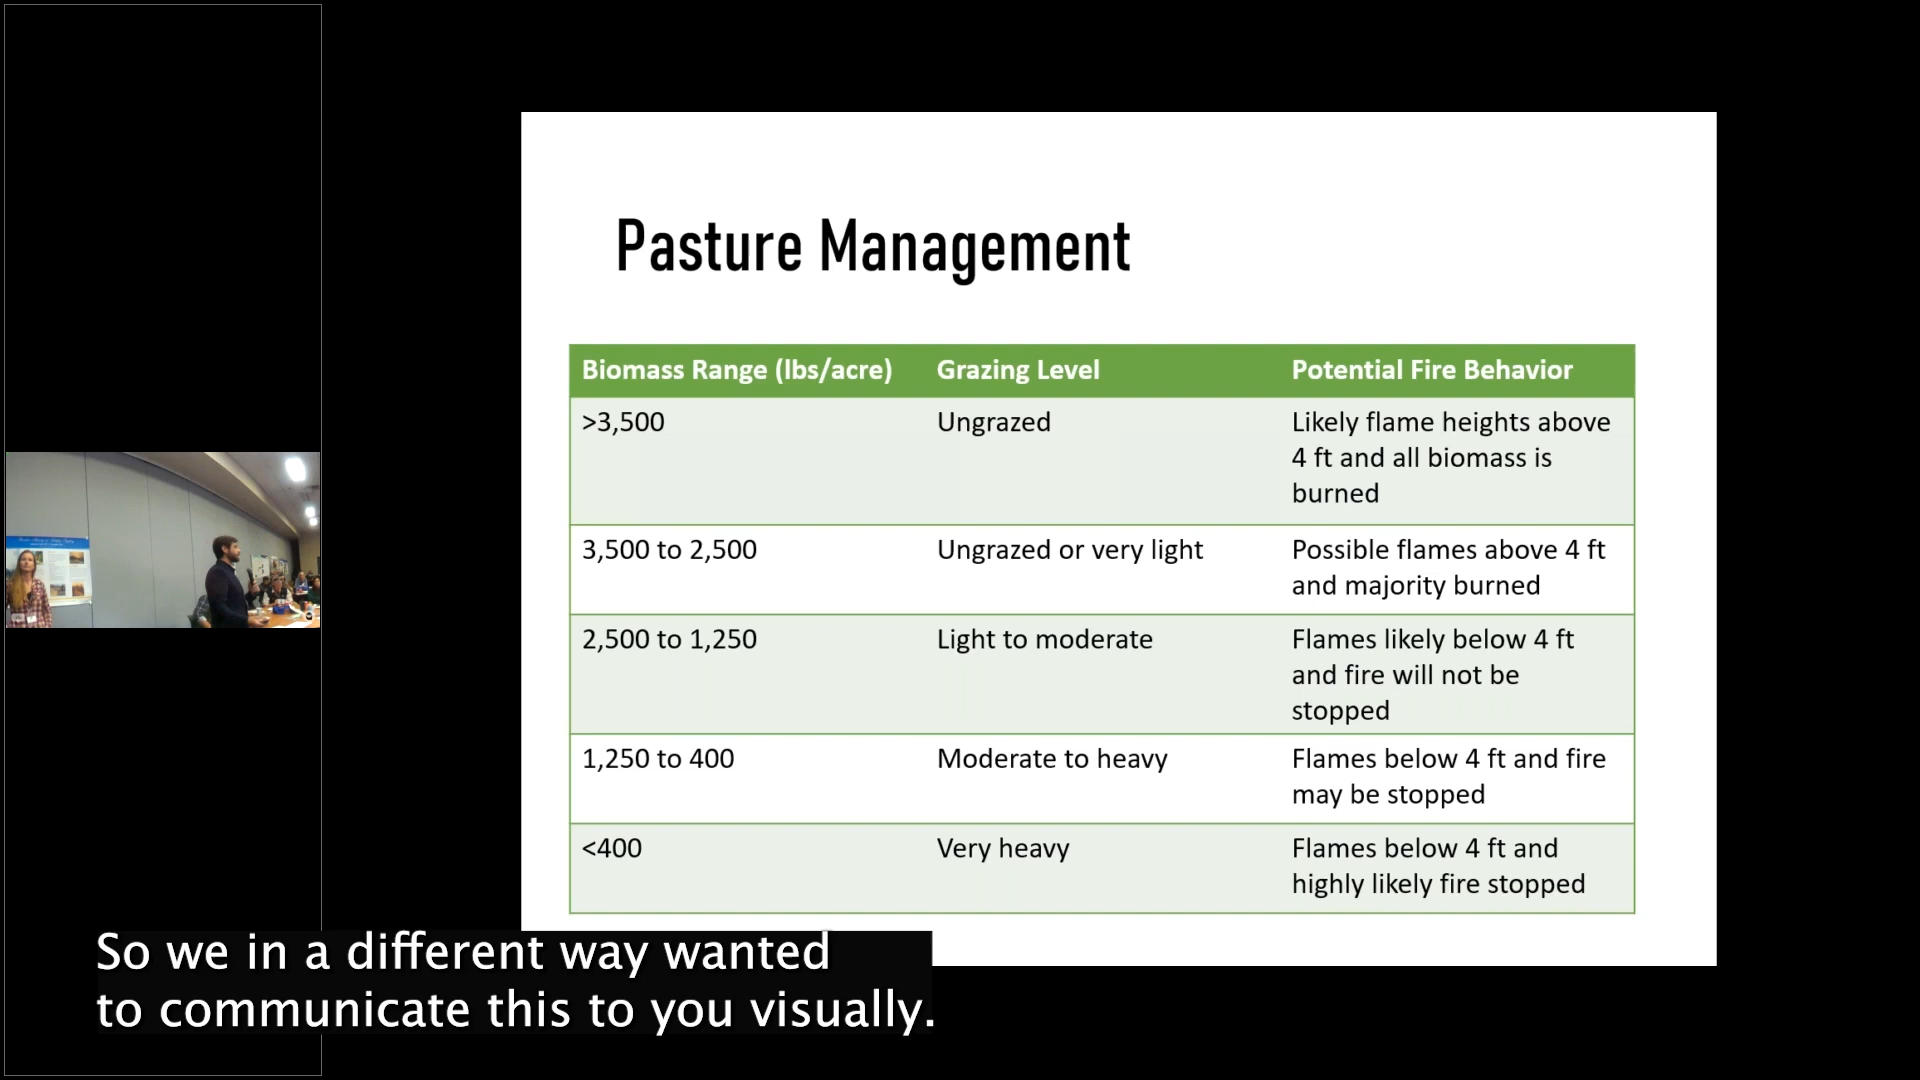 Pasture Management
Biomass Range (lbs/acre) Grazing Level Potential Fire Behavior
>3,500 Ungrazed Likely flame heights above
4 ft and all biomass is
burned
3,500 to 2,500 Ungrazed or very light Possible flames above 4 ft
and majority burned
2,500 to 1,250 Light to moderate Flames likely below 4 ft
and fire will not be
stopped
1,250 to 400 Moderate to heavy Flames below 4 ft and fire
may be stopped
<400 Very heavy Flames below 4 ft and
highly likely fire stopped
So we in a different way wanted
to communicate this to you visually.